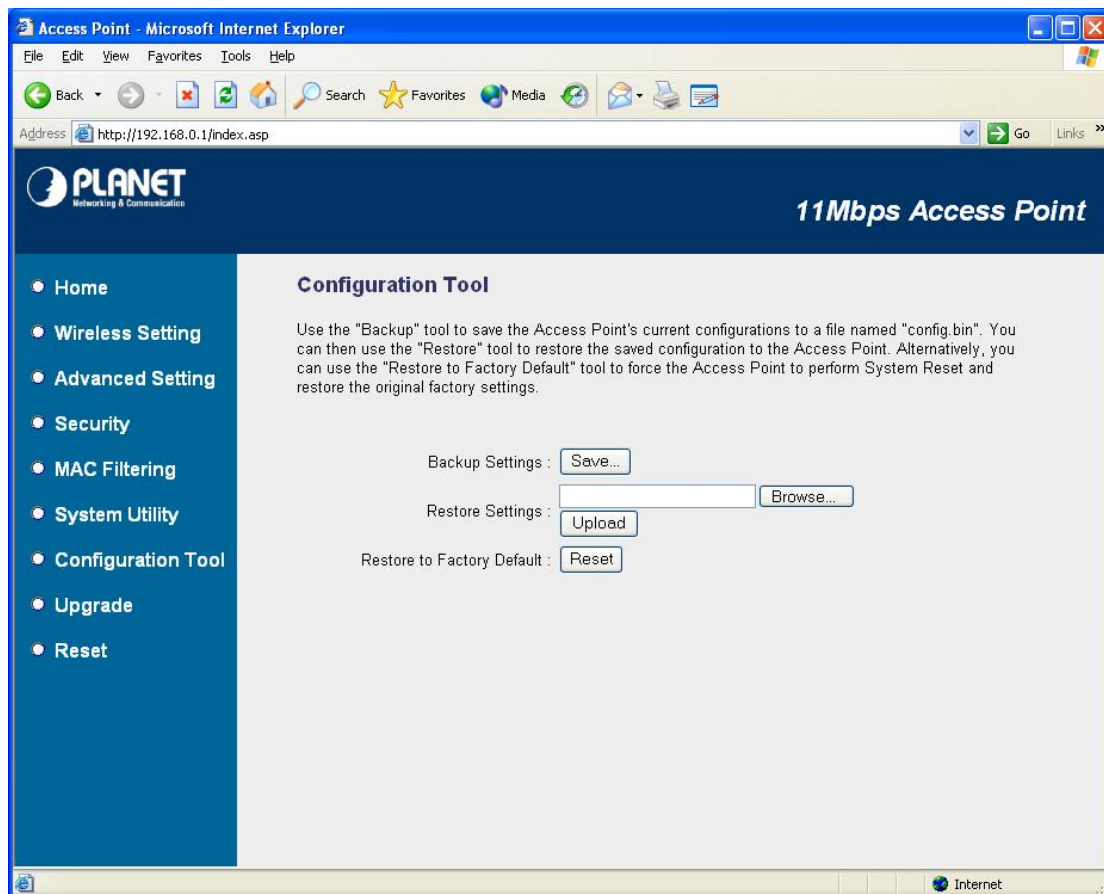 Access Point - Microsoft Internet Explorer
File Edit View Favorites Tools Help
Back Search Favorites Media
Address http://192.168.0.1/index.asp Go Links »
PLANET
Networking & Communication
11Mbps Access Point
Home
Wireless Setting
Advanced Setting
Security
MAC Filtering
System Utility
Configuration Tool
Upgrade
Reset
Configuration Tool
Use the "Backup" tool to save the Access Point's current configurations to a file named "config.bin". You
can then use the "Restore" tool to restore the saved configuration to the Access Point. Alternatively, you
can use the "Restore to Factory Default" tool to force the Access Point to perform System Reset and
restore the original factory settings.
Backup Settings : Save...
Browse...
Restore Settings :
Upload
Restore to Factory Default : Reset
Internet